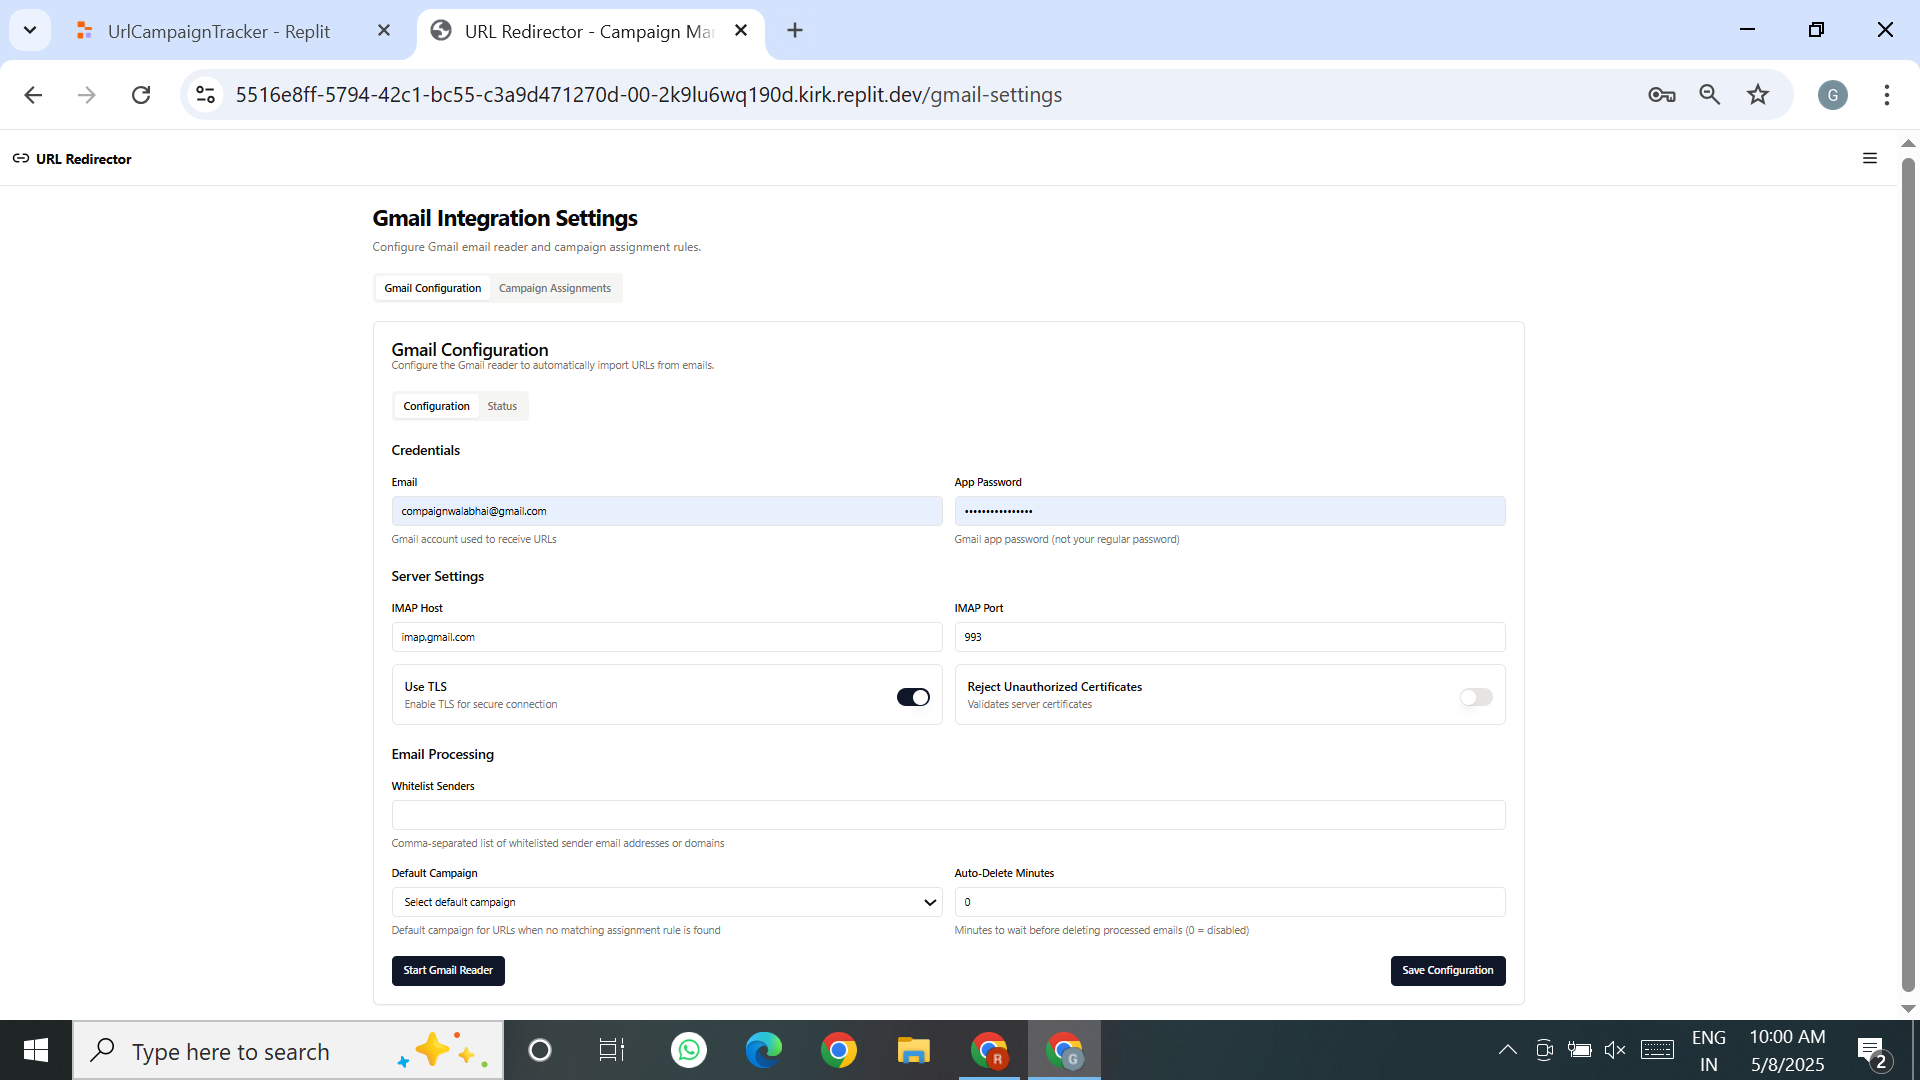 UrlCampaignTracker - Replit
URL Redirector - Campaign Ma
5516e8ff-5794-42c1-bc55-c3a9d471270d-00-2k9lu6wq190d.kirk.replit.dev/gmail-settings
G
URL Redirector
Gmail Integration Settings
Configure Gmail email reader and campaign assignment rules.
Gmail Configuration Campaign Assignments
Gmail Configuration
Configure the Gmail reader to automatically import URLs from emails.
Configuration Status
Credentials
Email App Password
compaignwalabhai@gmail.com ••••••••••••••••
Gmail account used to receive URLs Gmail app password (not your regular password)
Server Settings
IMAP Host IMAP Port
imap.gmail.com 993
Use TLS Reject Unauthorized Certificates
Enable TLS for secure connection Validates server certificates
Email Processing
Whitelist Senders
Comma-separated list of whitelisted sender email addresses or domains
Default Campaign Auto-Delete Minutes
Select default campaign 0
Default campaign for URLs when no matching assignment rule is found Minutes to wait before deleting processed emails (0 = disabled)
Start Gmail Reader Save Configuration
Type here to search
R
G
ENG
IN
10:00 AM
5/8/2025
2